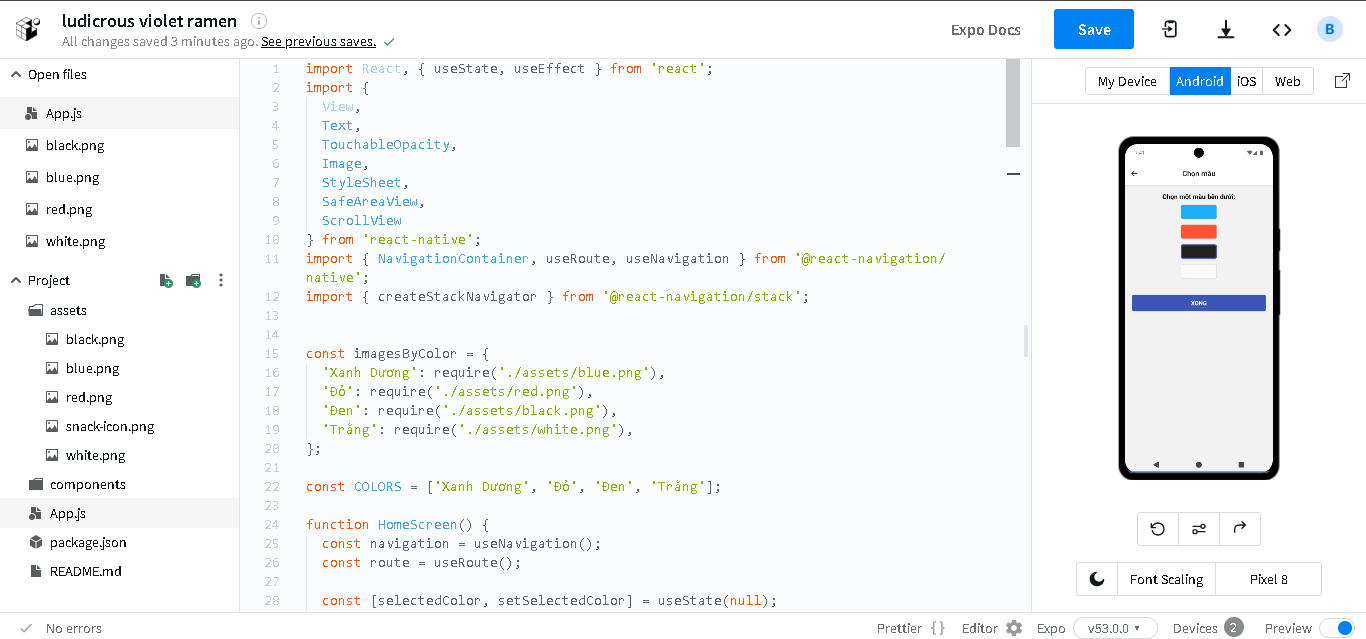 ludicrous violet ramen
All changes saved 3 minutes ago. See previous saves.
Expo Docs
Save
B
Open files
App.js
black.png
blue.png
red.png
white.png
Project
assets
black.png
blue.png
red.png
snack-icon.png
white.png
components
App.js
package.json
README.md
1 import React, { useState, useEffect } from 'react';
2 import {
3 View,
4 Text,
5 TouchableOpacity,
6 Image,
7 StyleSheet,
8 SafeAreaView,
9 ScrollView
10 } from 'react-native';
11 import { NavigationContainer, useRoute, useNavigation } from '@react-navigation/
native';
12 import { createStackNavigator } from '@react-navigation/stack';
13
14
15 const imagesByColor = {
16 'Xanh Dương': require('./assets/blue.png'),
17 'Đỏ': require('./assets/red.png'),
18 'Đen': require('./assets/black.png'),
19 'Trắng': require('./assets/white.png'),
20 };
21
22 const COLORS = ['Xanh Dương', 'Đỏ', 'Đen', 'Trắng'];
23
24 function HomeScreen() {
25 const navigation = useNavigation();
26 const route = useRoute();
27
28 const [selectedColor, setSelectedColor] = useState(null);
My Device Android iOS Web
7:41
Chọn màu
Chọn một màu bên dưới:
XONG
Font Scaling
Pixel 8
No errors
Prettier {} Editor Expo v53.0.0 Devices 2 Preview